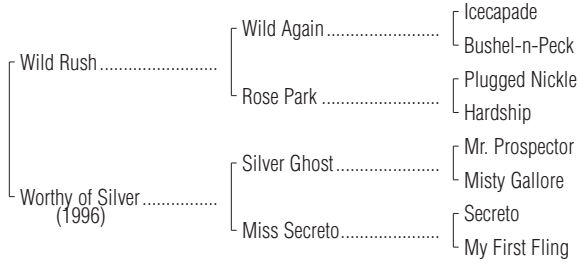 Icecapade
Wild Again
Bushel-n-Peck
Wild Rush
Plugged Nickle
Rose Park
Hardship
Mr. Prospector
Silver Ghost
Misty Gallore
Worthy of Silver
(1996)
Secreto
Miss Secreto
My First Fling